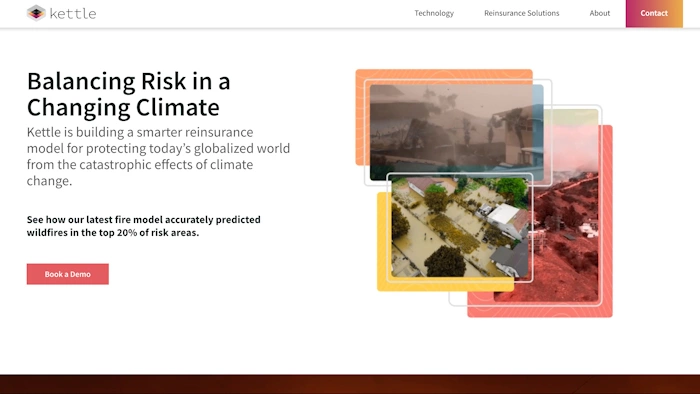 kettle
Technology
Reinsurance Solutions
About
Contact
Balancing Risk in a
Changing Climate
Kettle is building a smarter reinsurance
model for protecting today's globalized world
from the catastrophic effects of climate
change.
See how our latest fire model accurately predicted
wildfires in the top 20% of risk areas.
Book a Demo